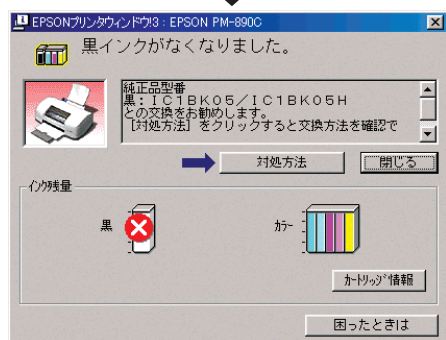 EPSONプリンタウィンドウ!3 : EPSON PM-890C
黒インクがなくなりました。
純正品型番
黒：IC1BK05/IC1BK05H
との交換をお勧めします。
[対処方法] をクリックすると交換方法を確認で
対処方法
閉じる
インク残量
黒
カラー
カートリッジ情報
困ったときは